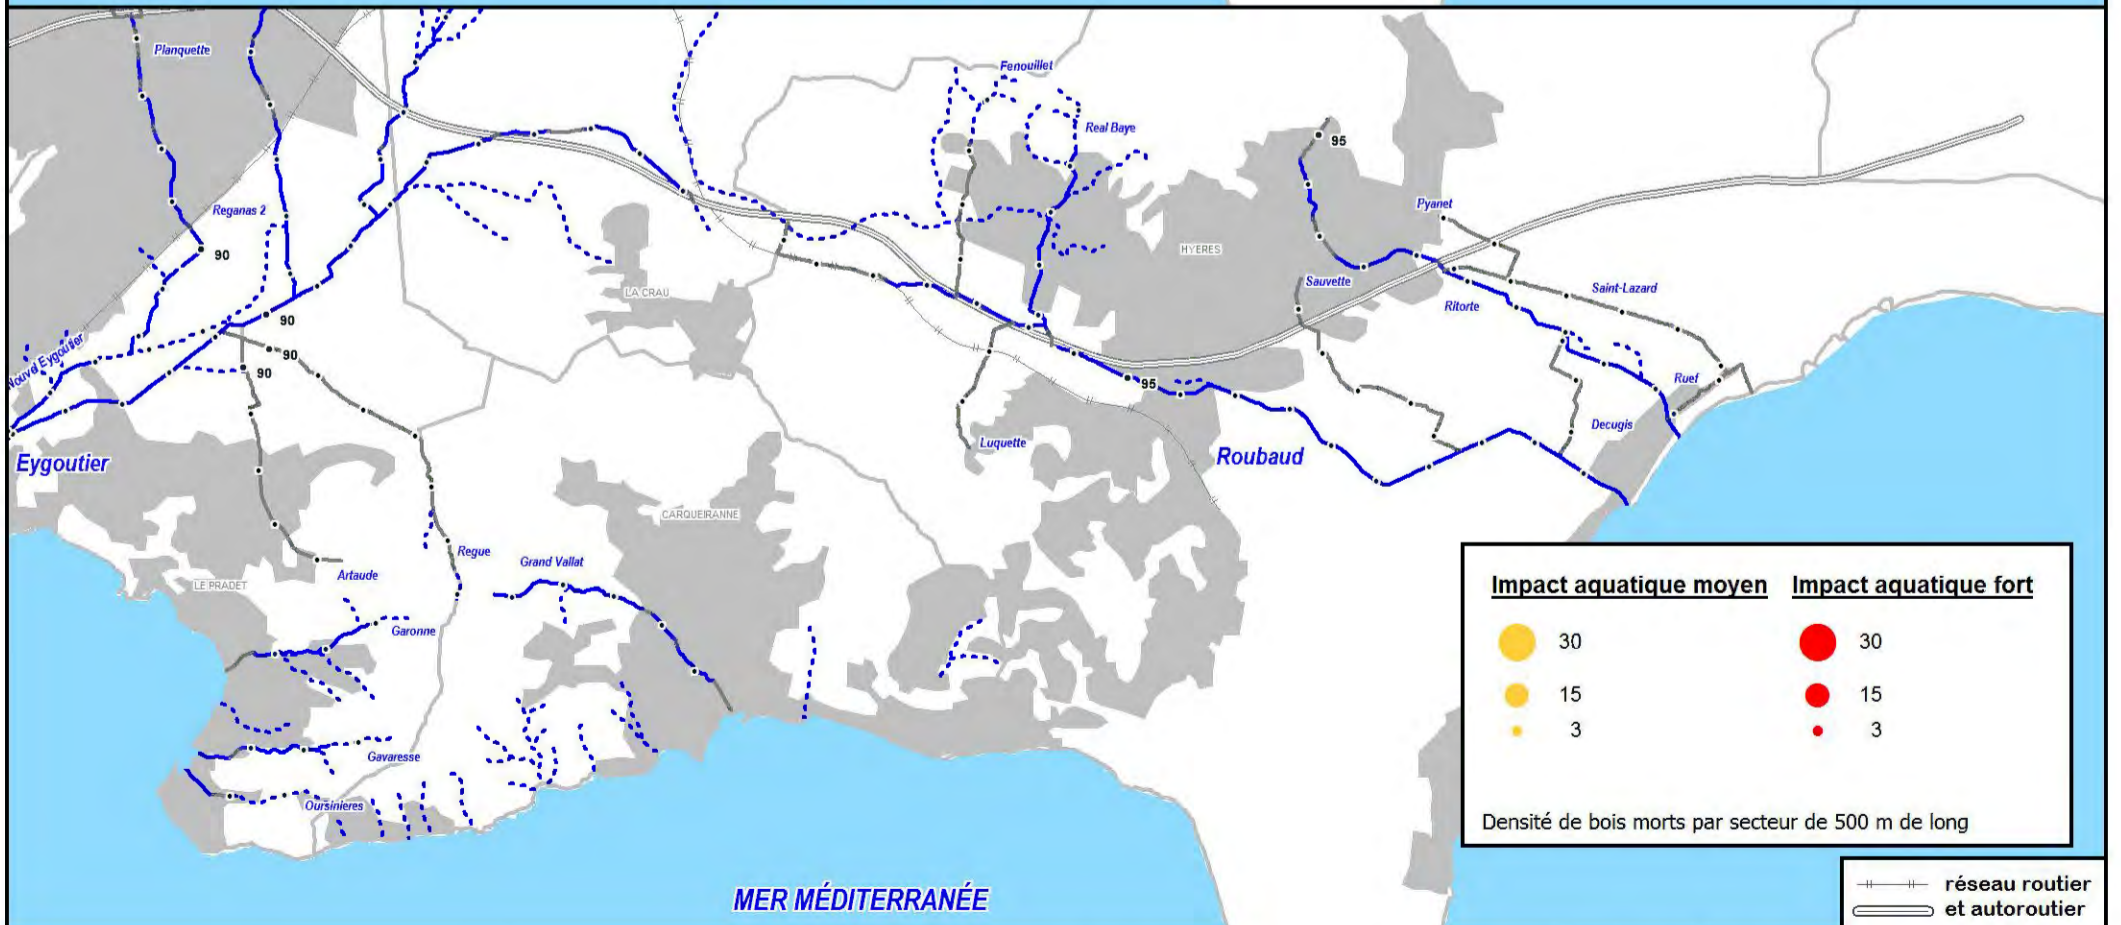 Planquette
Fenouillet
Real Baye
95
Reganas 2
Pyanet
90
HYERES
LA CRAU
Sauvette
Saint-Lazard
Ritorte
90
Nouvel Eygoutier
90
90
95
Ruef
Decugis
Luquette
Eygoutier
Roubaud
CARQUEIRANNE
Regue
Grand Vallat
Artaude
LE PRADET
Garonne
Gavaresse
Oursinieres
MER MÉDITERRANÉE
Impact aquatique moyen
30
15
3
Impact aquatique fort
30
15
3
Densité de bois morts par secteur de 500 m de long
réseau routier
et autoroutier